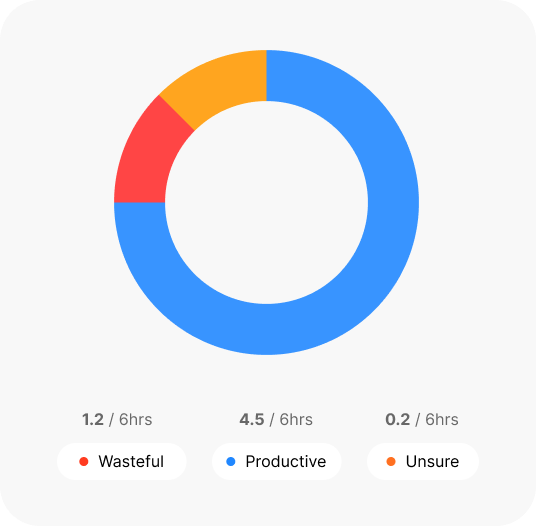 1.2 / 6hrs
4.5 / 6hrs
0.2 / 6hrs
Wasteful
Productive
Unsure